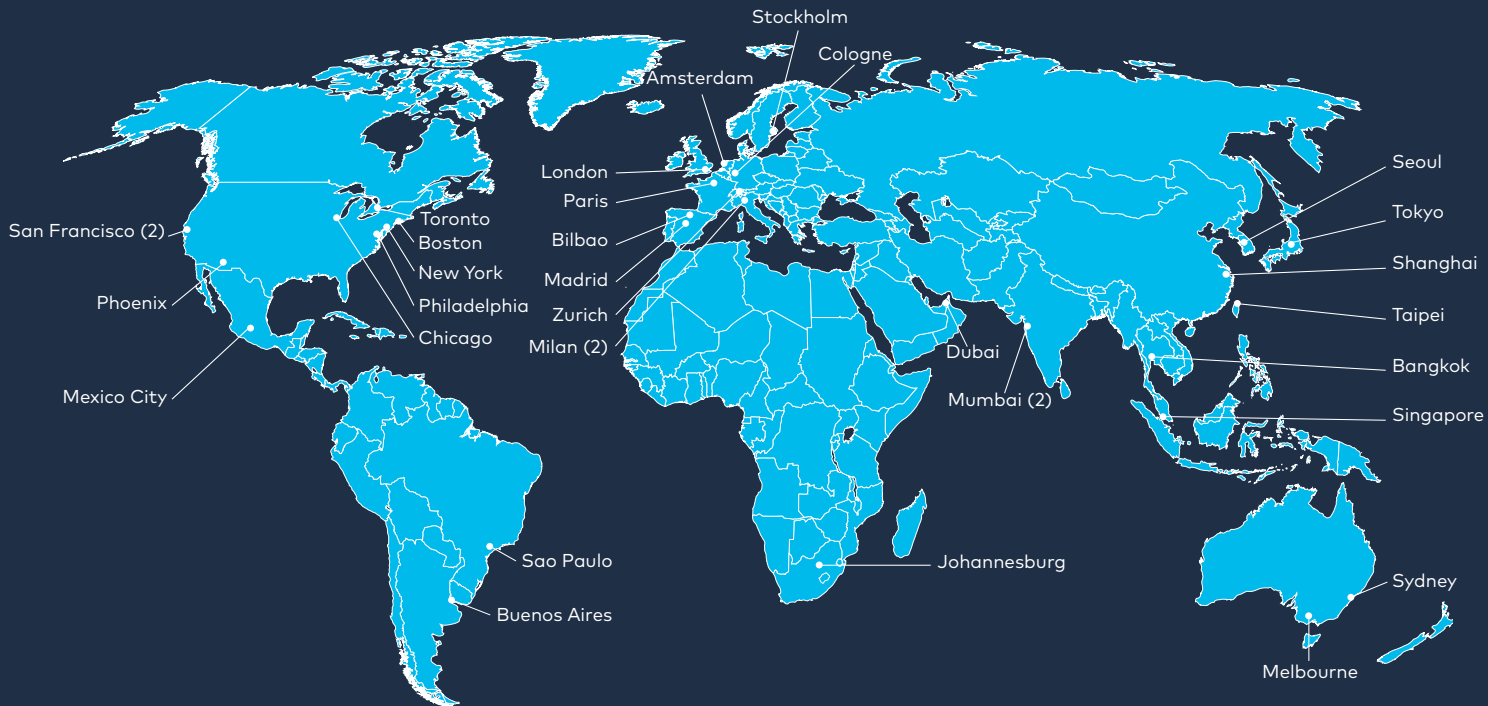 Stockholm
Cologne
Amsterdam
London
Paris
Bilbao
Madrid
Zurich
Milan (2)
San Francisco (2)
Phoenix
Mexico City
Toronto
Boston
New York
Philadelphia
Chicago
Sao Paulo
Buenos Aires
Dubai
Mumbai (2)
Johannesburg
Seoul
Tokyo
Shanghai
Taipei
Bangkok
Singapore
Sydney
Melbourne